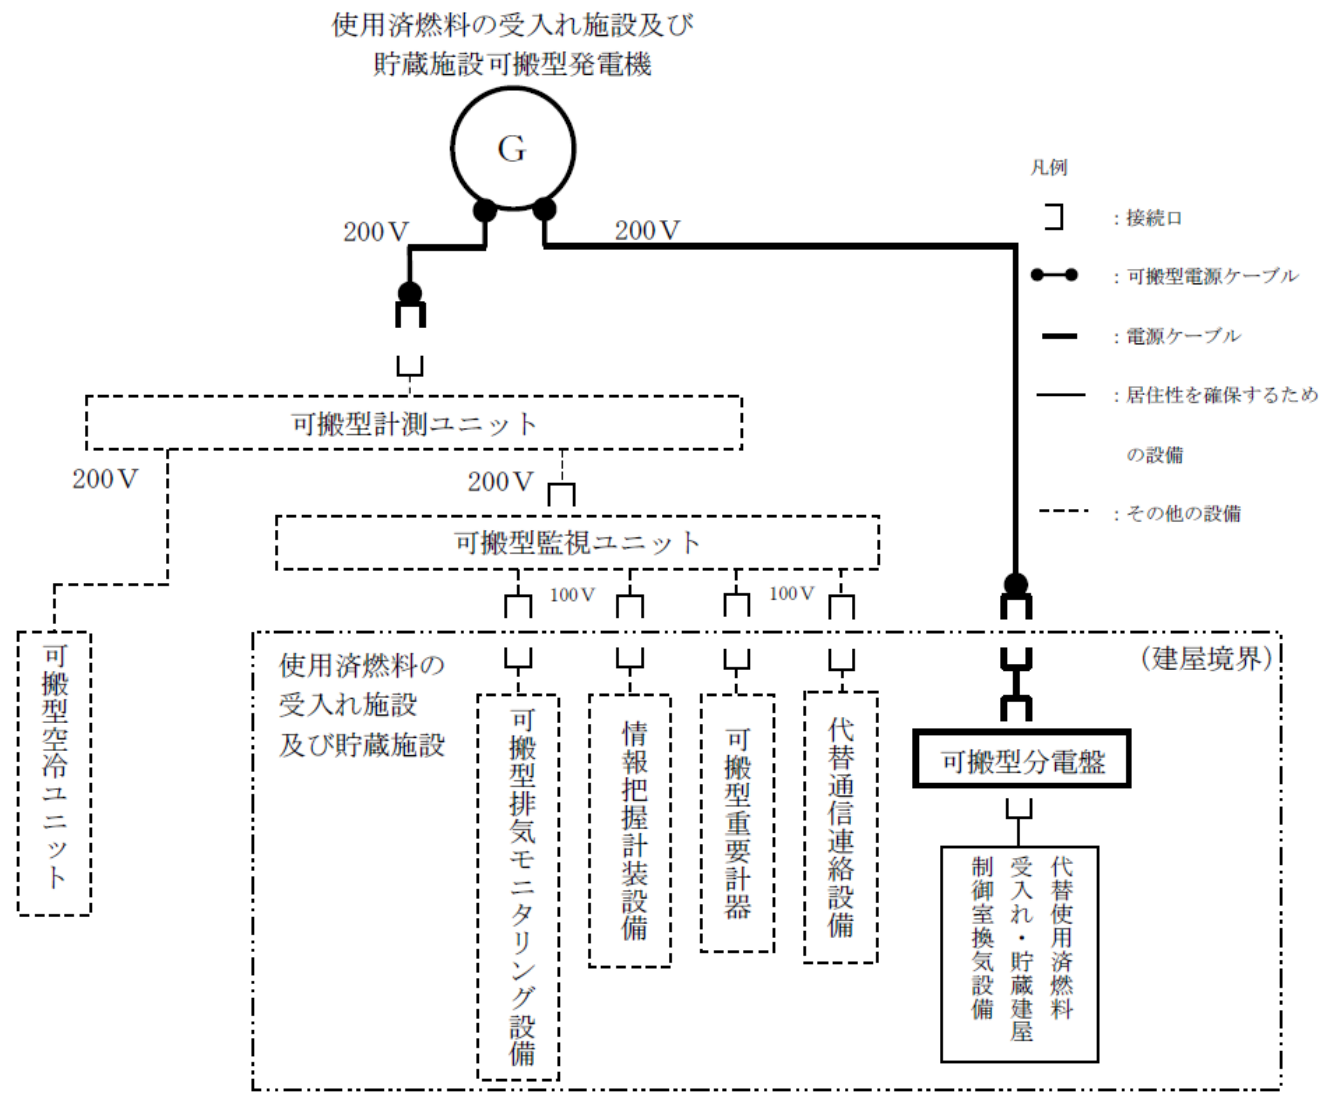 使用済燃料の受入れ施設及び
貯蔵施設可搬型発電機
G
200V
200V
凡例
：接続口
：可搬型電源ケーブル
：電源ケーブル
：居住性を確保するため
の設備
：その他の設備
可搬型計測ユニット
200V
200V
可搬型監視ユニット
100V
100V
（建屋境界）
使用済燃料の
受入れ施設
及び貯蔵施設
可搬型空冷ユニット
可搬型排気モニタリング設備
情報把握計装設備
可搬型重要計器
代替通信連絡設備
可搬型分電盤
代替使用済燃料
受入れ・貯蔵建屋
制御室換気設備